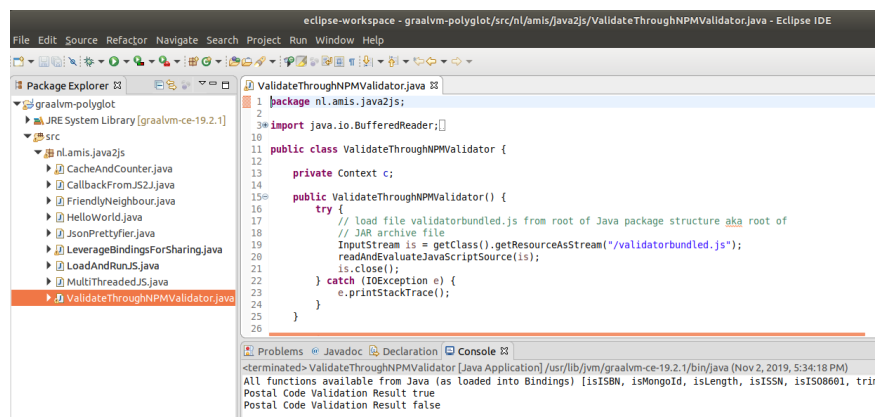 eclipse-workspace - graalvm-polyglot/src/nl/amis/java2js/ValidateThroughNPMValidator.java - Eclipse IDE
File Edit Source Refactor Navigate Search Project Run Window Help
Package Explorer
graalvm-polyglot
JRE System Library [graalvm-ce-19.2.1]
src
nl.amis.java2js
CacheAndCounter.java
CallbackFromJS2J.java
FriendlyNeighbour.java
HelloWorld.java
JsonPrettyfier.java
LeverageBindingsForSharing.java
LoadAndRunJS.java
MultiThreadedJS.java
ValidateThroughNPMValidator.java
ValidateThroughNPMValidator.java
1 package nl.amis.java2js;
2
3 import java.io.BufferedReader;
10
11 public class ValidateThroughNPMValidator {
12
13 private Context c;
14
15 public ValidateThroughNPMValidator() {
16 try {
17 // load file validatorbundled.js from root of Java package structure aka root of
18 // JAR archive file
19 InputStream is = getClass().getResourceAsStream("/validatorbundled.js");
20 readAndEvaluateJavaScriptSource(is);
21 is.close();
22 } catch (IOException e) {
23 e.printStackTrace();
24 }
25 }
26
Problems Javadoc Declaration Console
<terminated> ValidateThroughNPMValidator [Java Application] /usr/lib/jvm/graalvm-ce-19.2.1/bin/java (Nov 2, 2019, 5:34:18 PM)
All functions available from Java (as loaded into Bindings) [isISBN, isMongoId, isLength, isISSN, isISO8601, tri
Postal Code Validation Result true
Postal Code Validation Result false